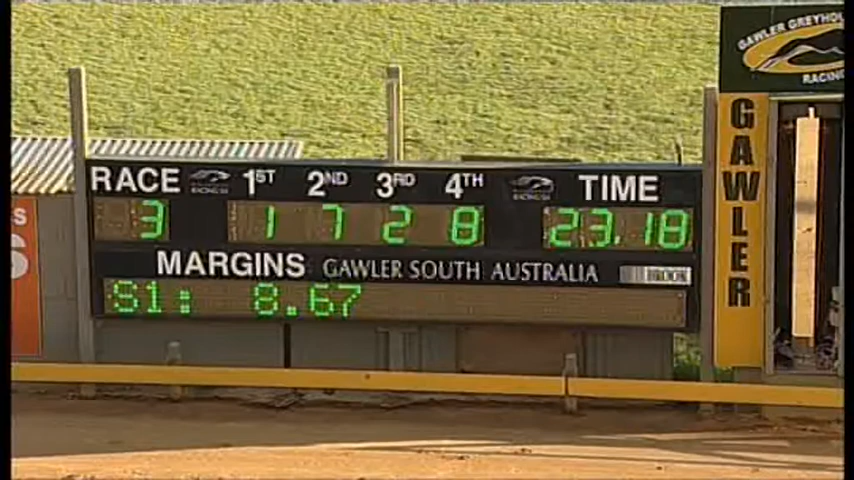 GAWLER GREYHOU
RACING
GAWLER
RACE 1ST 2ND 3RD 4TH TIME
3 1 7 2 8 23.18
MARGINS GAWLER SOUTH AUSTRALIA
S1: 8.67
S
S